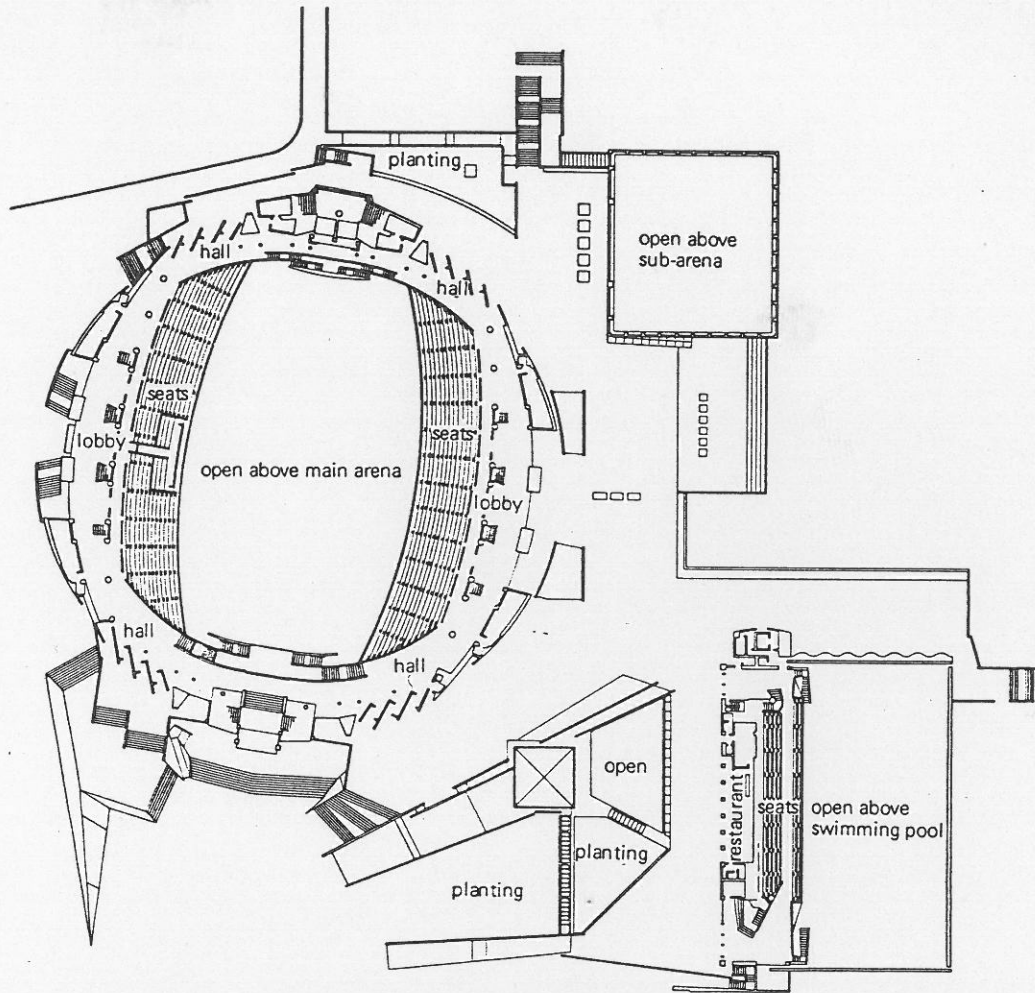 planting
hall
hall
open above
sub-arena
seats
seats
lobby
open above main arena
lobby
hall
hall
open
restaurant
seats
open above
swimming pool
planting
planting